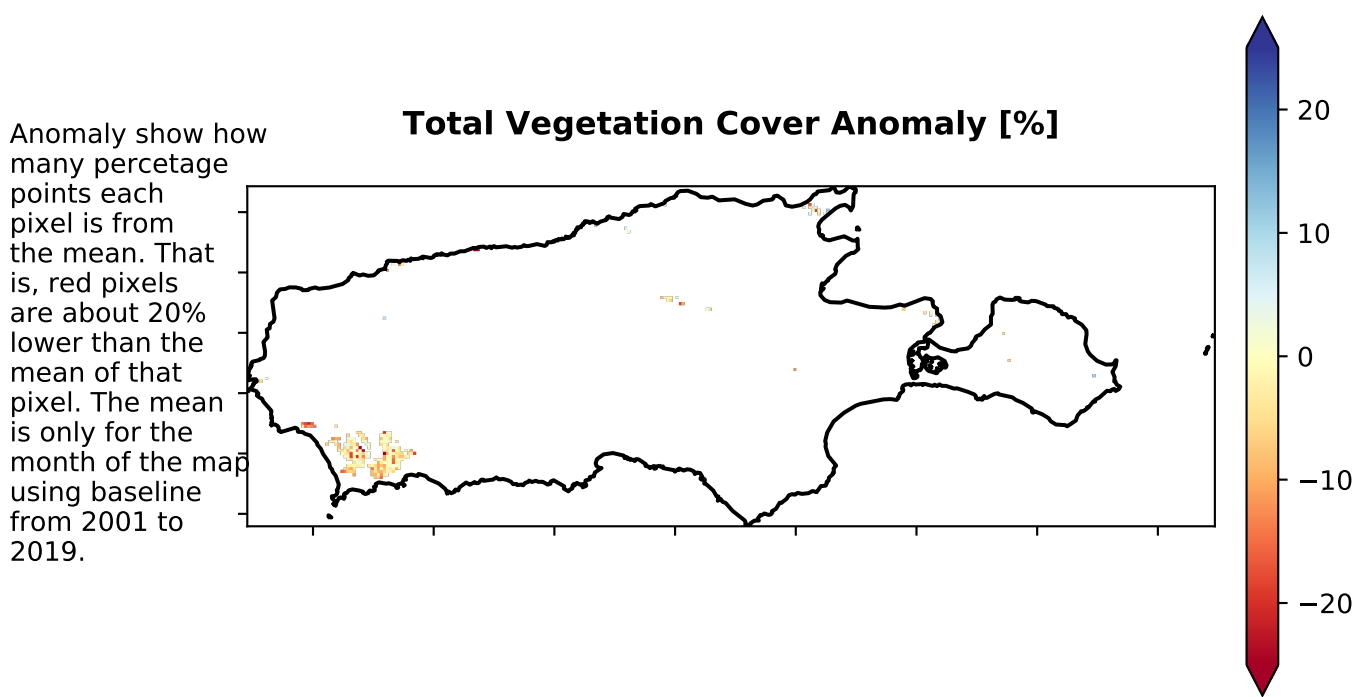 Total Vegetation Cover Anomaly [%]
Anomaly show how
many percetage
points each
pixel is from
the mean. That
is, red pixels
are about 20%
lower than the
mean of that
pixel. The mean
is only for the
month of the map
using baseline
from 2001 to
2019.
20
10
0
−10
−20